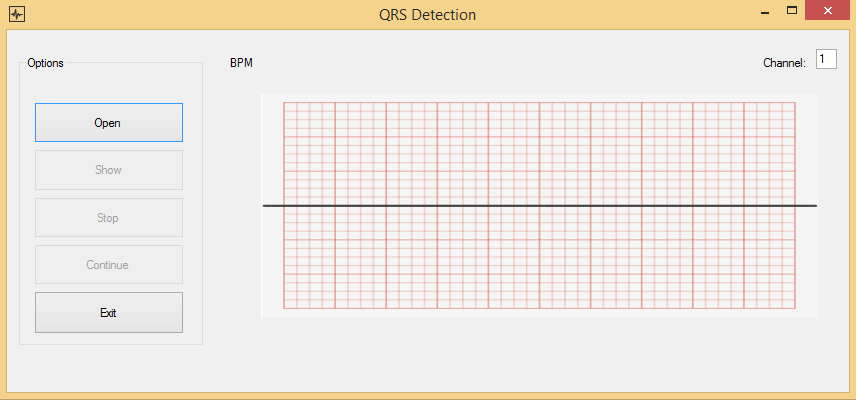 QRS Detection
Options
BPM
Channel:
1
Open
Show
Stop
Continue
Exit